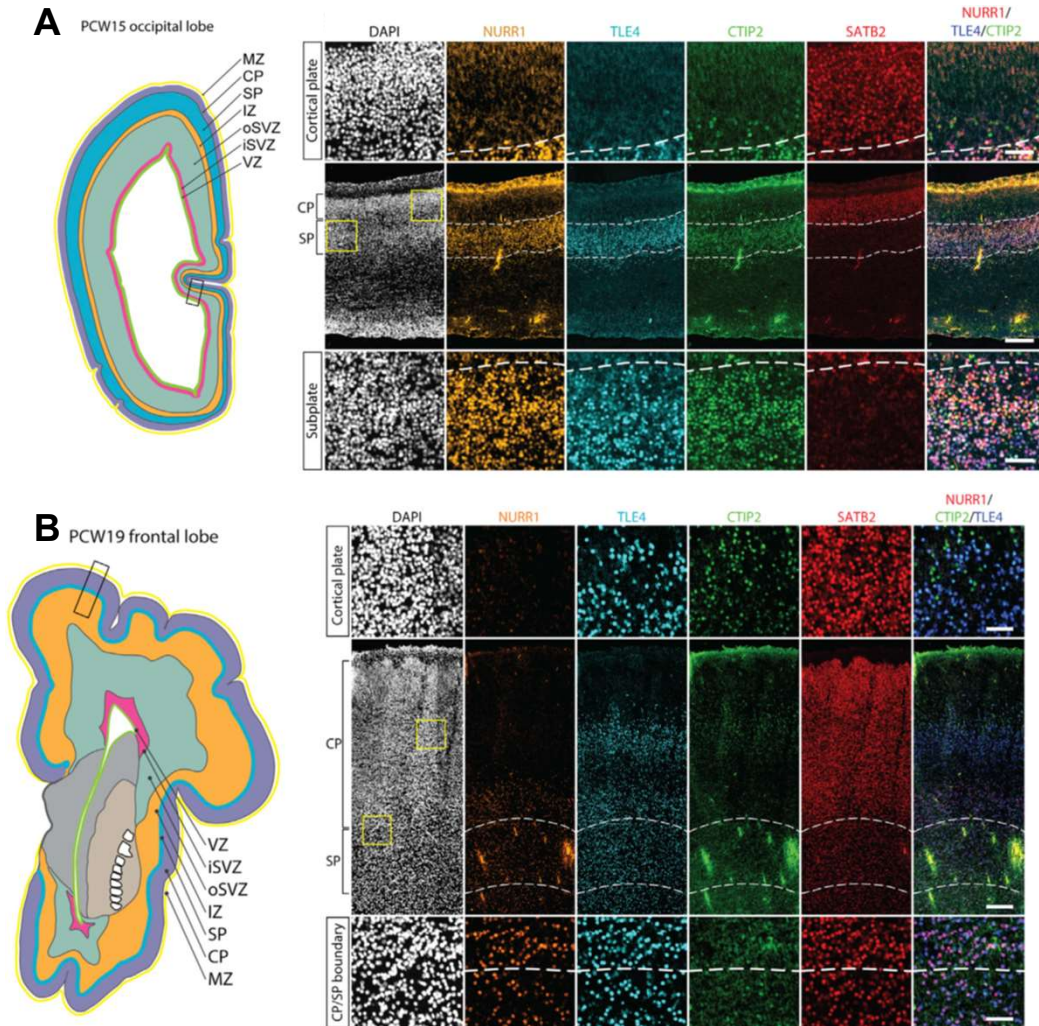 A PCW15 occipital lobe
MZ
CP
SP
IZ
oSVZ
iSVZ
VZ
DAPI NURR1 TLE4 CTIP2 SATB2 NURR1/
TLE4/CTIP2
Cortical plate
CP
SP
Subplate
B PCW19 frontal lobe
VZ
iSVZ
oSVZ
IZ
SP
CP
MZ
DAPI NURR1 TLE4 CTIP2 SATB2 NURR1/
CTIP2/TLE4
Cortical plate
CP
SP
CP/SP boundary